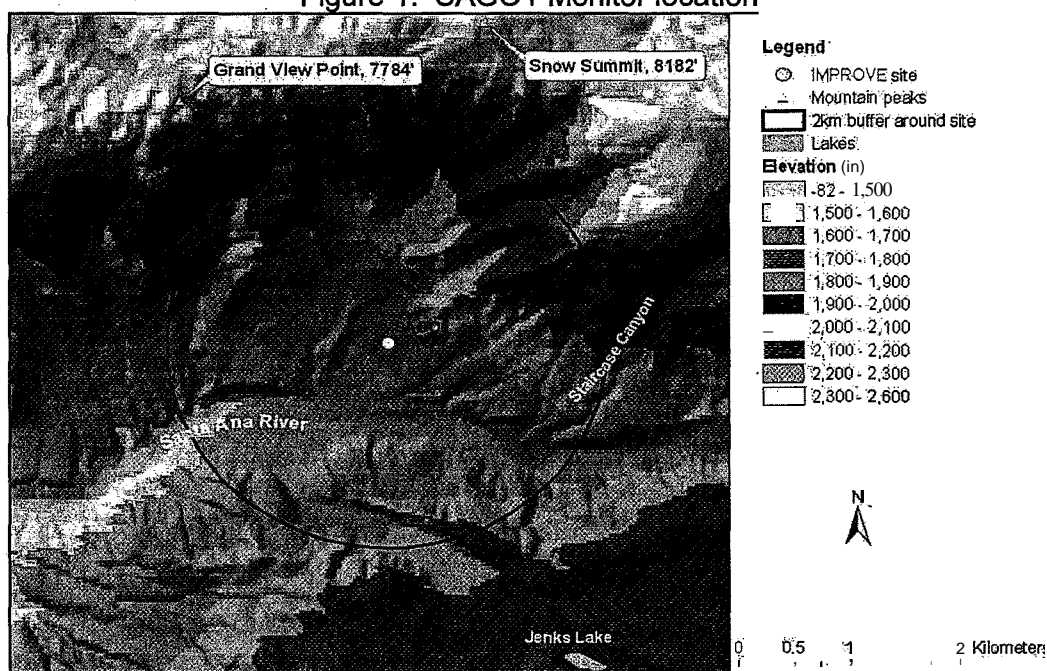 Figure 1: SAGO1 Monitor location
Grand View Point, 7784'
Snow Summit, 8182'
Staircase Canyon
Santa Ana River
Jenks Lake
Legend
IMPROVE site
Mountain peaks
2km buffer around site
Lakes
Elevation (in)
-82 - 1,500
1,500 - 1,600
1,600 - 1,700
1,700 - 1,800
1,800 - 1,900
1,900 - 2,000
2,000 - 2,100
2,100 - 2,200
2,200 - 2,300
2,300 - 2,600
N
0 0.5 1 2 Kilometers